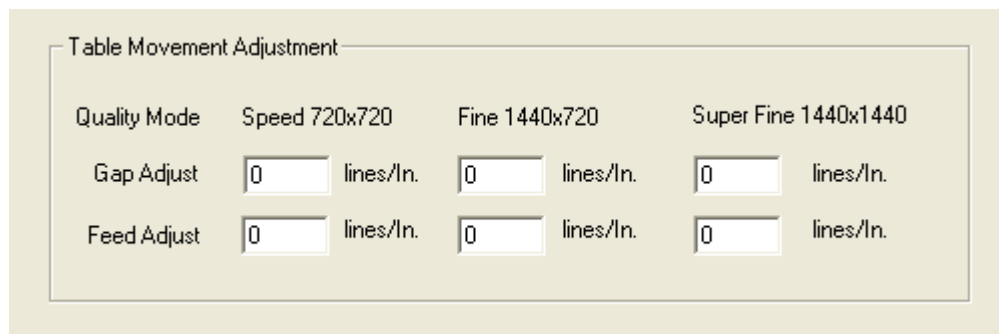 Table Movement Adjustment
Quality Mode Speed 720x720 Fine 1440x720 Super Fine 1440x1440
Gap Adjust 0 lines/In. 0 lines/In. 0 lines/In.
Feed Adjust 0 lines/In. 0 lines/In. 0 lines/In.